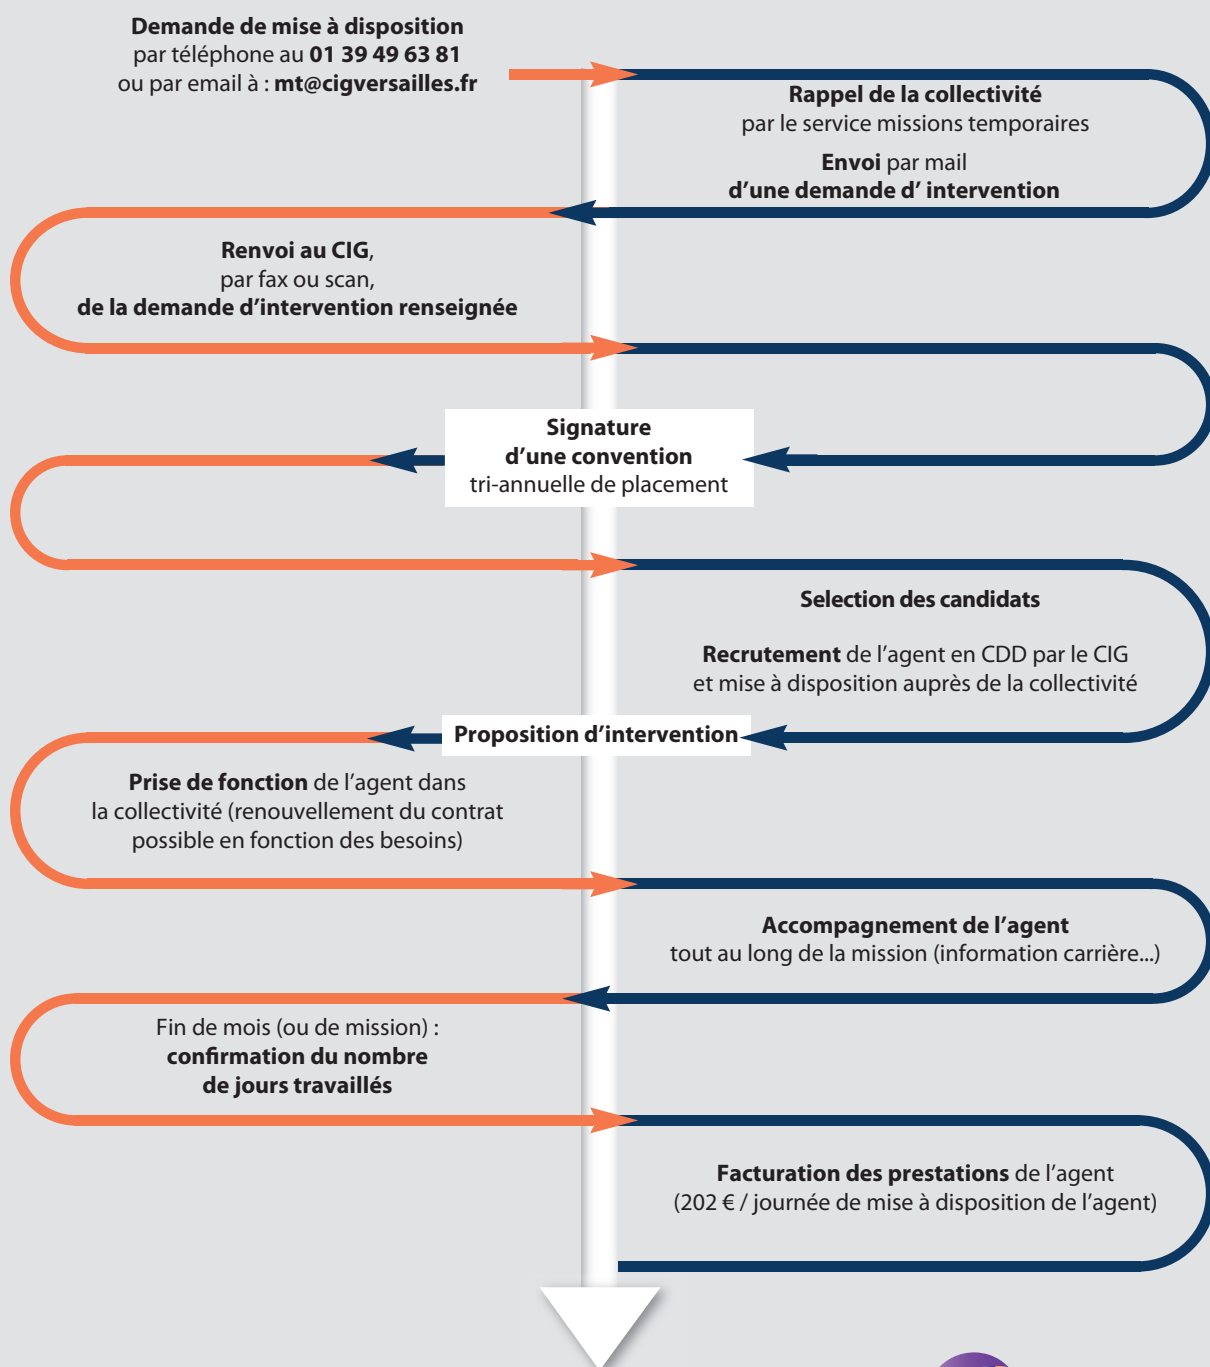 Demande de mise à disposition
par téléphone au 01 39 49 63 81
ou par email à : mt@cigversailles.fr
Rappel de la collectivité
par le service missions temporaires
Envoi par mail
d’une demande d’ intervention
Renvoi au CIG,
par fax ou scan,
de la demande d’intervention renseignée
Signature
d’une convention
tri-annuelle de placement
Selection des candidats
Recrutement de l’agent en CDD par le CIG
et mise à disposition auprès de la collectivité
Proposition d’intervention
Prise de fonction de l’agent dans
la collectivité (renouvellement du contrat
possible en fonction des besoins)
Accompagnement de l’agent
tout au long de la mission (information carrière...)
Fin de mois (ou de mission) :
confirmation du nombre
de jours travaillés
Facturation des prestations de l’agent
(202 € / journée de mise à disposition de l’agent)